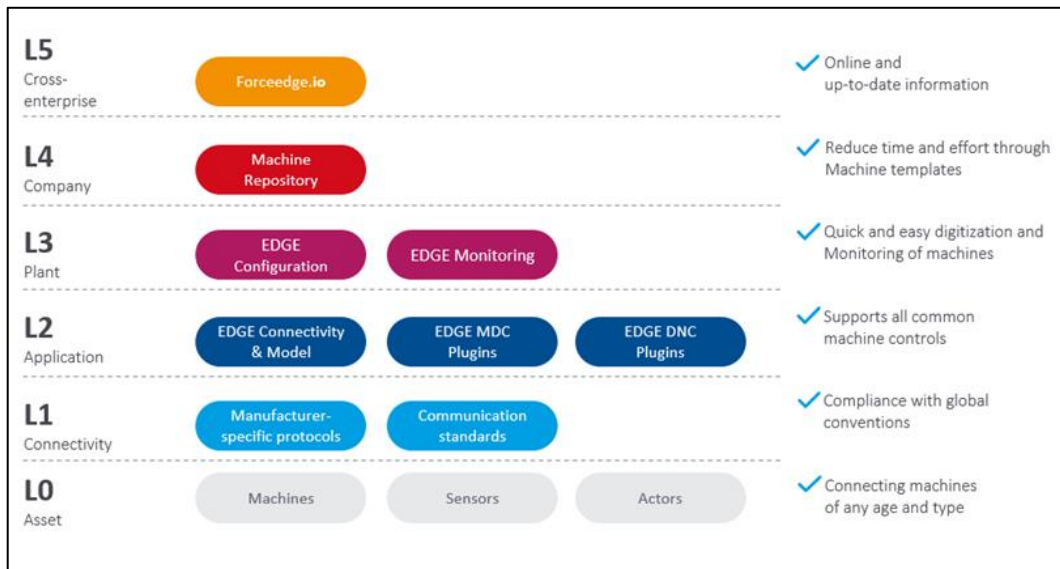 L5
Cross-
enterprise
Forceedge.io
Online and
up-to-date information
L4
Company
Machine
Repository
Reduce time and effort through
Machine templates
L3
Plant
EDGE
Configuration
EDGE Monitoring
Quick and easy digitization and
Monitoring of machines
L2
Application
EDGE Connectivity
& Model
EDGE MDC
Plugins
EDGE DNC
Plugins
Supports all common
machine controls
L1
Connectivity
Manufacturer-
specific protocols
Communication
standards
Compliance with global
conventions
L0
Asset
Machines
Sensors
Actors
Connecting machines
of any age and type